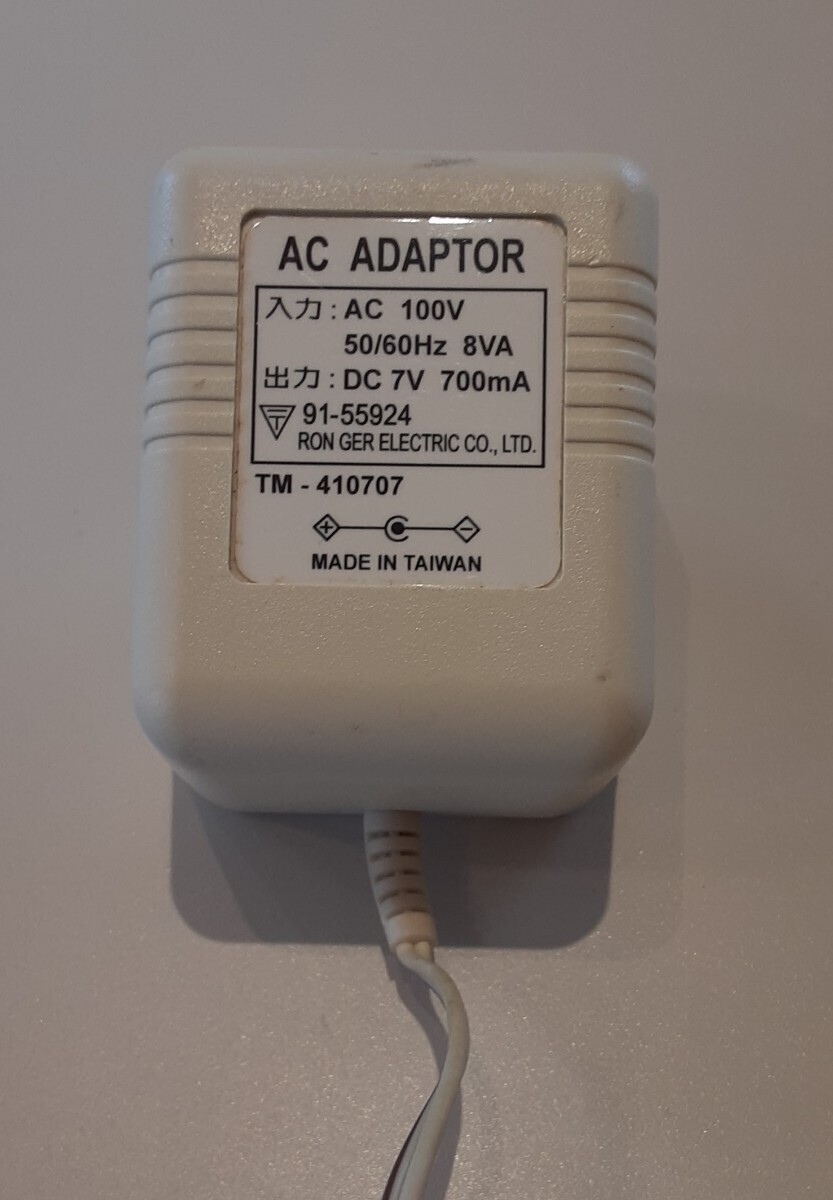 AC ADAPTOR
入力 : AC 100V
50/60Hz 8VA
出力 : DC 7V 700mA
91-55924
RON GER ELECTRIC CO., LTD.
TM - 410707
MADE IN TAIWAN